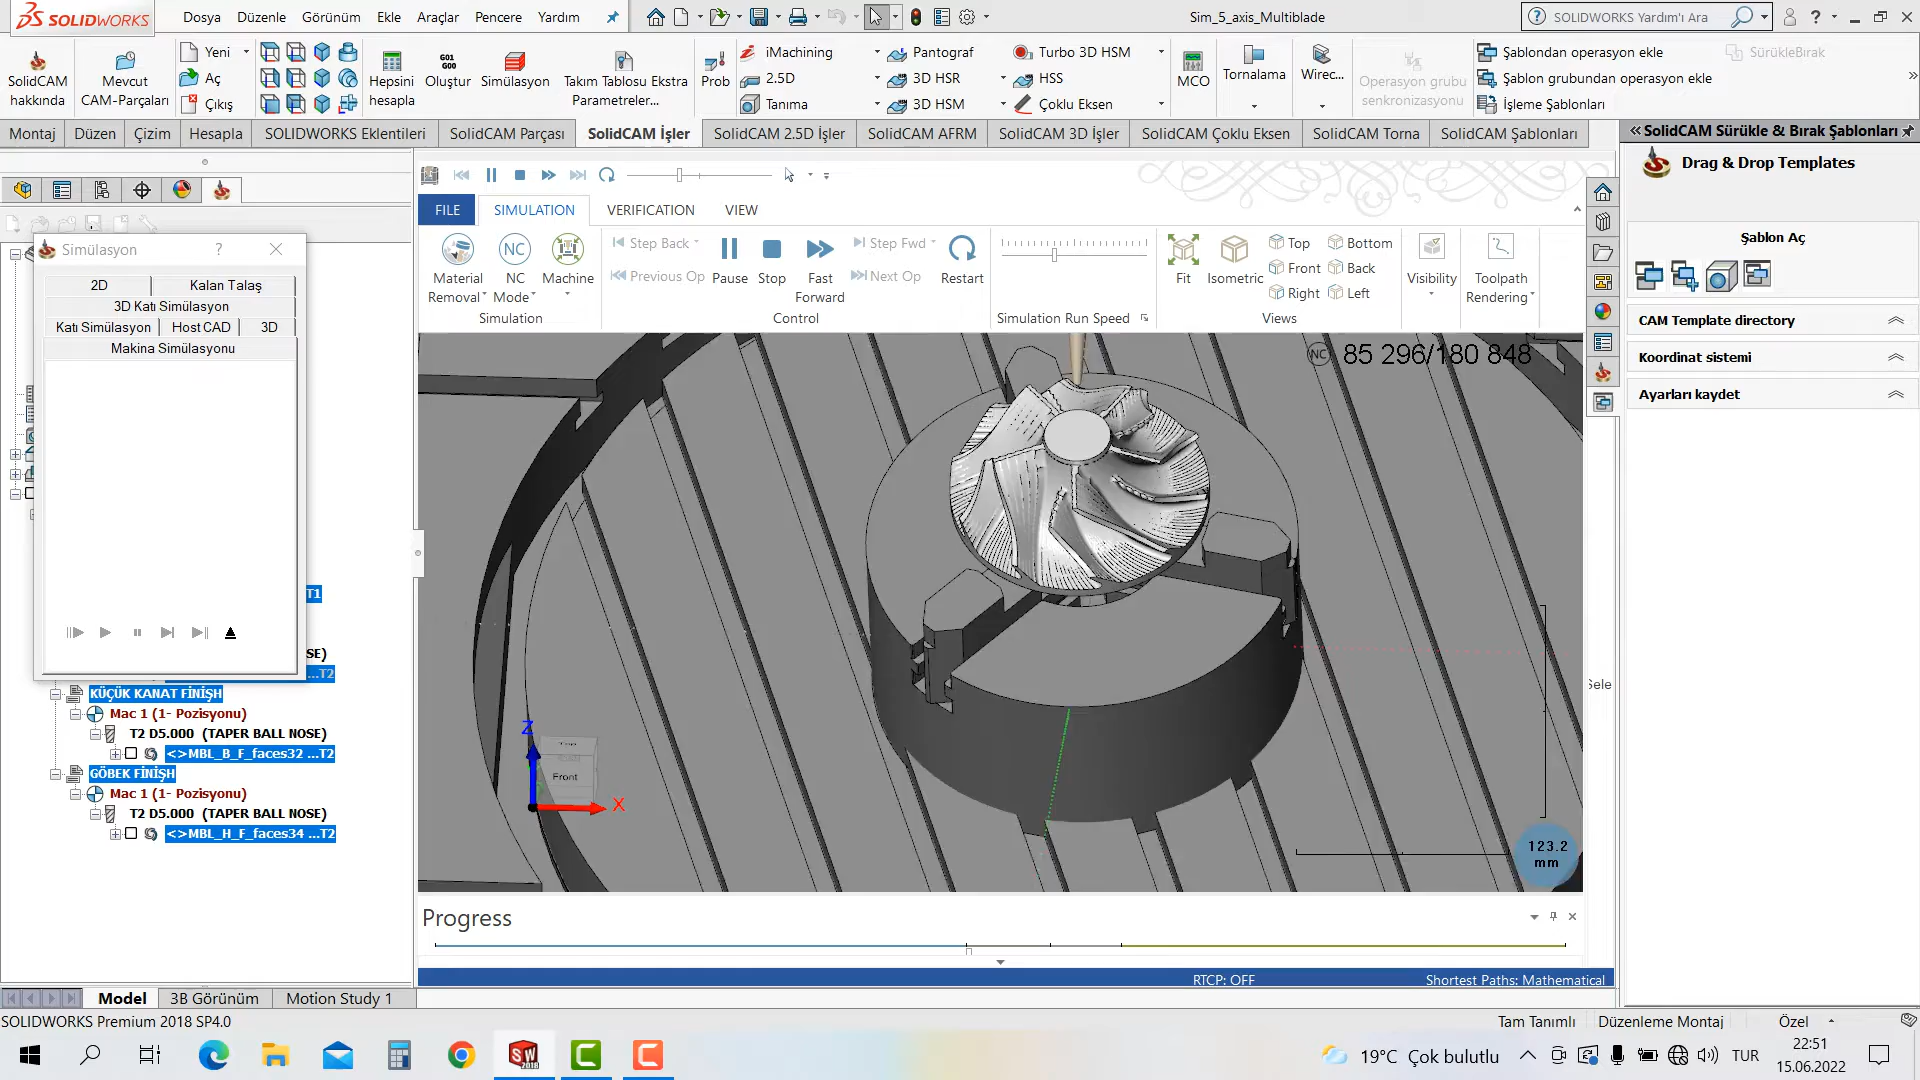 SOLIDWORKS
Dosya Düzenle Görünüm Ekle Araçlar Pencere Yardım
Sim_5_axis_Multiblade
SOLIDWORKS Yardım'ı Ara
SolidCAM hakkında
Mevcut CAM-Parçaları
Yeni
Aç
Çıkış
Hepsini hesapla
G01 G00
Oluştur
Simülasyon
Takım Tablosu Ekstra Parametreler...
Prob
iMachining
2.5D
Tanıma
Pantograf
3D HSR
3D HSM
Turbo 3D HSM
HSS
Çoklu Eksen
MCO
Tornalama
Wirec...
Operasyon grubu senkronizasyonu
Şablondan operasyon ekle
Şablon grubundan operasyon ekle
İşleme Şablonları
SürükleBırak
Montaj Düzen Çizim Hesapla SOLIDWORKS Eklentileri SolidCAM Parçası SolidCAM İşler SolidCAM 2.5D İşler SolidCAM AFRM SolidCAM 3D İşler SolidCAM Çoklu Eksen SolidCAM Torna SolidCAM Şablonları
SolidCAM Sürükle & Bırak Şablonları
Drag & Drop Templates
Şablon Aç
CAM Template directory
Koordinat sistemi
Ayarları kaydet
FILE SIMULATION VERIFICATION VIEW
Material Removal
NC
NC Mode
Machine
Simulation
Step Back
Previous Op
Pause
Stop
Fast Forward
Step Fwd
Next Op
Restart
Control
Simulation Run Speed
Fit
Isometric
Top
Front
Right
Bottom
Back
Left
Views
Visibility
Toolpath Rendering
Simülasyon
2D Kalan Talaş
3D Katı Simülasyon
Katı Simülasyon Host CAD 3D
Makina Simülasyonu
NC 85 296/180 848
T1
SE)
...T2
KÜÇÜK KANAT FİNİŞH
Mac 1 (1- Pozisyonu)
T2 D5.000 (TAPER BALL NOSE)
<>MBL_B_F_faces32 ...T2
GÖBEK FİNİŞH
Mac 1 (1- Pozisyonu)
T2 D5.000 (TAPER BALL NOSE)
<>MBL_H_F_faces34 ...T2
Z
Front
X
Sele
123.2 mm
Progress
RTCP: OFF
Shortest Paths: Mathematical
Model 3B Görünüm Motion Study 1
SOLIDWORKS Premium 2018 SP4.0
Tam Tanımlı Düzenleme Montaj Özel
19°C Çok bulutlu
TUR
22:51
15.06.2022